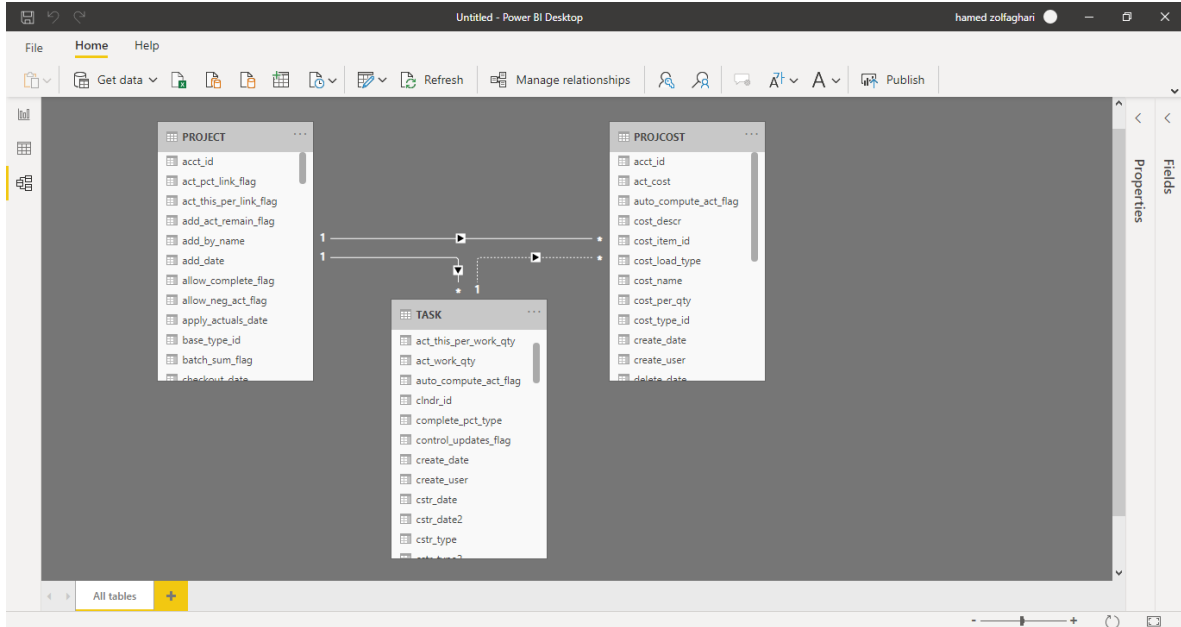 Untitled - Power BI Desktop
hamed zolfaghari
File Home Help
Get data Refresh Manage relationships Publish
PROJECT
acct_id
act_pct_link_flag
act_this_per_link_flag
add_act_remain_flag
add_by_name
add_date
allow_complete_flag
allow_neg_act_flag
apply_actuals_date
base_type_id
batch_sum_flag
checkout_date
1
1
*
*
* 1
TASK
act_this_per_work_qty
act_work_qty
auto_compute_act_flag
clndr_id
complete_pct_type
control_updates_flag
create_date
create_user
cstr_date
cstr_date2
cstr_type
cstr_type2
PROJCOST
acct_id
act_cost
auto_compute_act_flag
cost_descr
cost_item_id
cost_load_type
cost_name
cost_per_qty
cost_type_id
create_date
create_user
delete_date
Properties
Fields
All tables +
- +